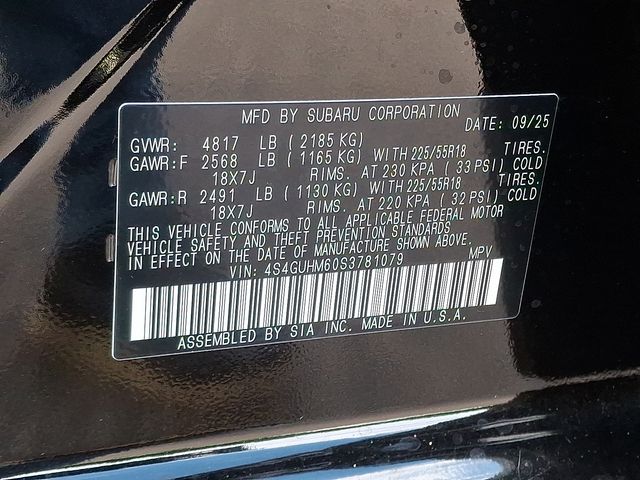 MFD BY SUBARU CORPORATION DATE: 09/25
GVWR: 4817 LB ( 2185 KG)
GAWR:F 2568 LB ( 1165 KG) WITH 225/55R18 TIRES.
18X7J RIMS. AT 230 KPA ( 33 PSI) COLD
GAWR:R 2491 LB ( 1130 KG) WITH 225/55R18 TIRES.
18X7J RIMS. AT 220 KPA ( 32 PSI) COLD
THIS VEHICLE CONFORMS TO ALL APPLICABLE FEDERAL MOTOR
VEHICLE SAFETY AND THEFT PREVENTION STANDARDS
IN EFFECT ON THE DATE OF MANUFACTURE SHOWN ABOVE.
VIN: 4S4GUHM60S3781079 MPV
ASSEMBLED BY SIA INC. MADE IN U.S.A.